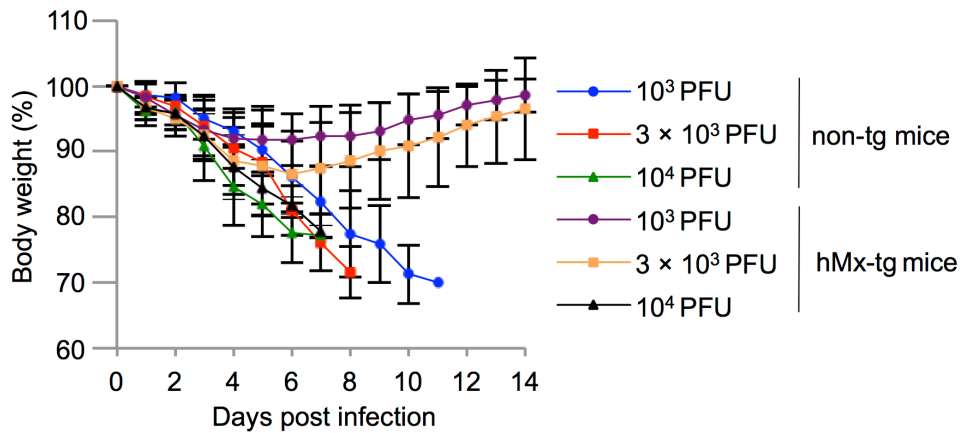 110
100
90
80
70
60
Body weight (%)
0 2 4 6 8 10 12 14
Days post infection
10³ PFU
3 × 10³ PFU
10⁴ PFU
non-tg mice
10³ PFU
3 × 10³ PFU
10⁴ PFU
hMx-tg mice